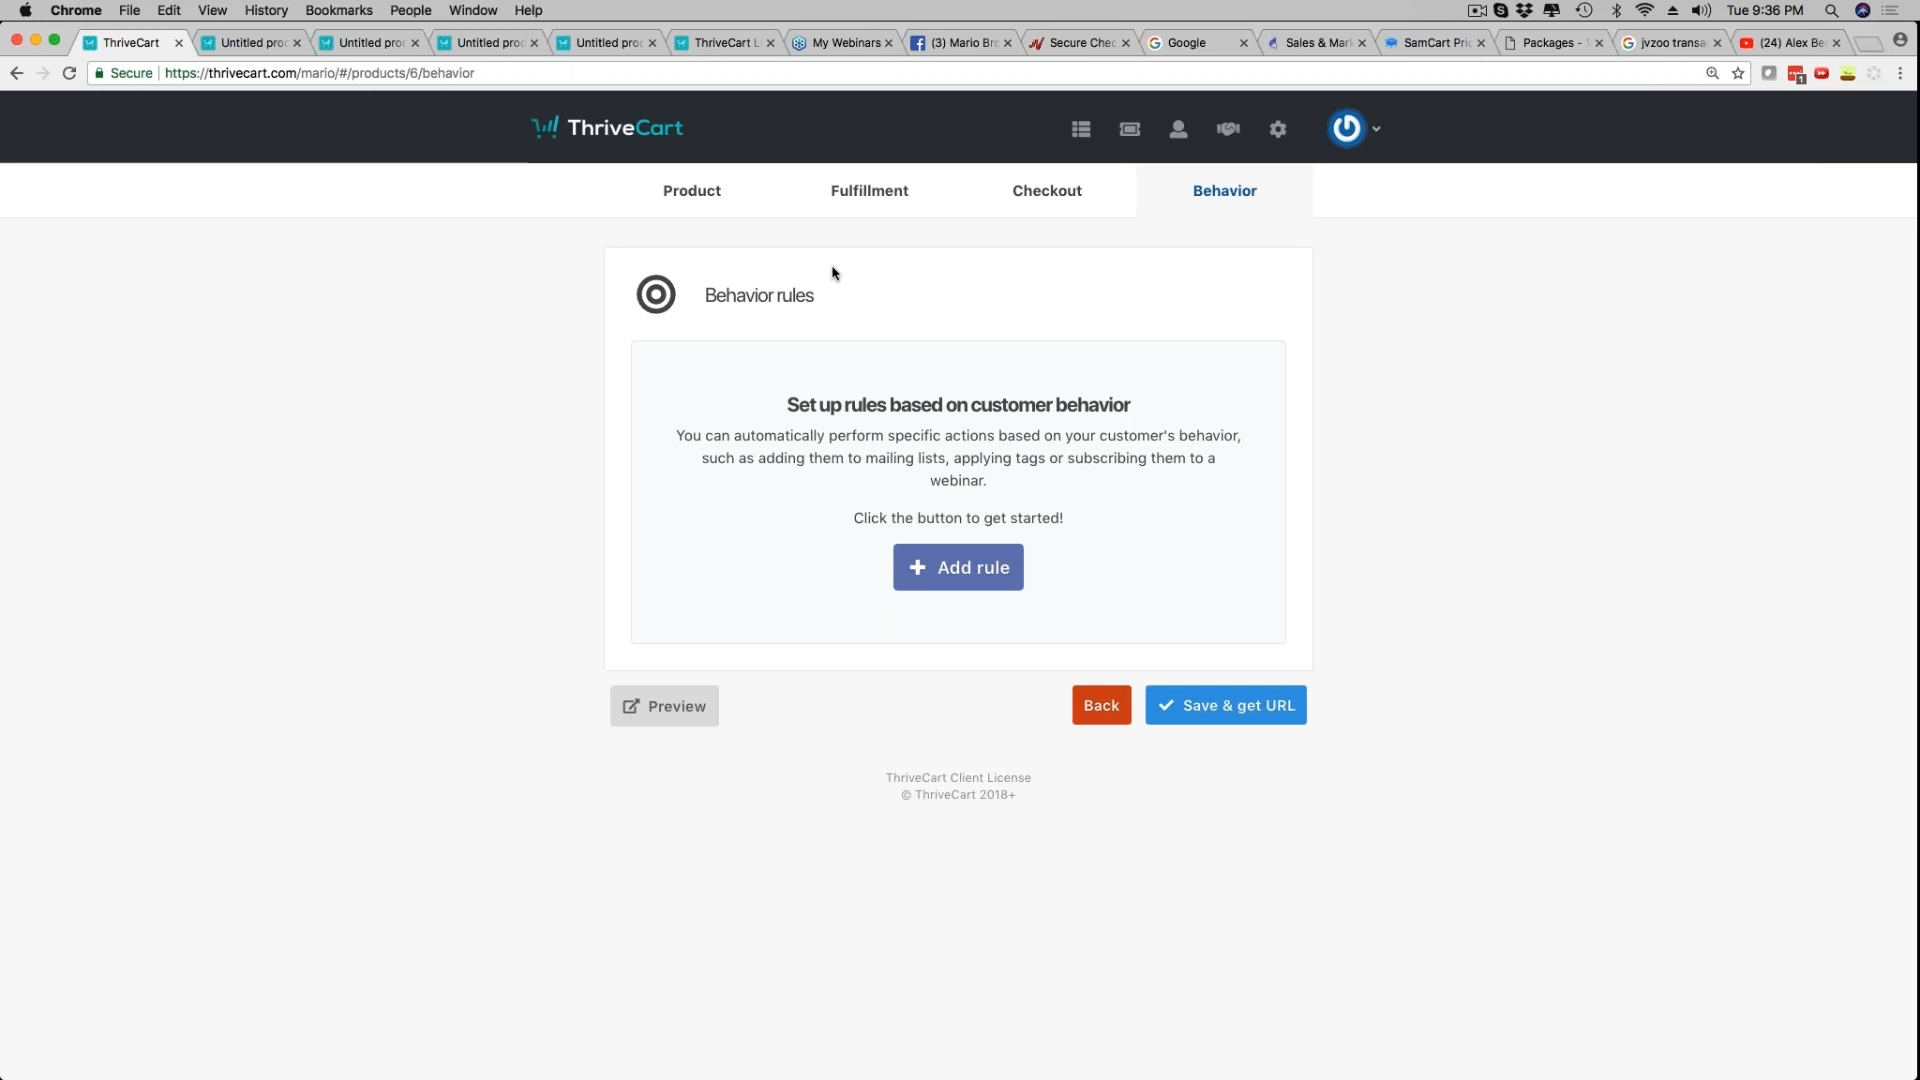 Chrome File Edit View History Bookmarks People Window Help Tue 9:36 PM
ThriveCart Untitled proc Untitled proc Untitled proc Untitled proc ThriveCart L My Webinars (3) Mario Br Secure Chec Google Sales & Mar SamCart Pric Packages - jvzoo transa (24) Alex Be
Secure https://thrivecart.com/mario/#/products/6/behavior 1
ThriveCart
Product Fulfillment Checkout Behavior
Behavior rules
Set up rules based on customer behavior
You can automatically perform specific actions based on your customer's behavior,
such as adding them to mailing lists, applying tags or subscribing them to a
webinar.
Click the button to get started!
Add rule
Preview Back Save & get URL
ThriveCart Client License
© ThriveCart 2018+